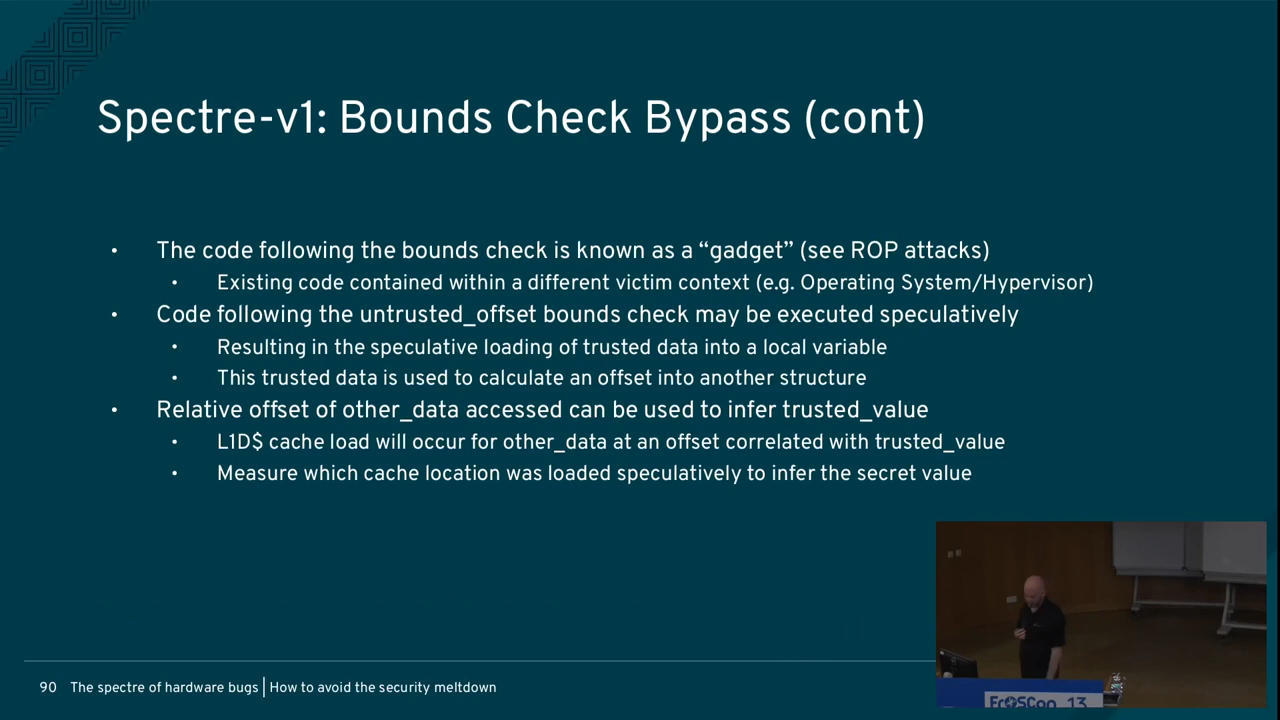 Spectre-v1: Bounds Check Bypass (cont)
• The code following the bounds check is known as a “gadget” (see ROP attacks)
• Existing code contained within a different victim context (e.g. Operating System/Hypervisor)
• Code following the untrusted_offset bounds check may be executed speculatively
• Resulting in the speculative loading of trusted data into a local variable
• This trusted data is used to calculate an offset into another structure
• Relative offset of other_data accessed can be used to infer trusted_value
• L1D$ cache load will occur for other_data at an offset correlated with trusted_value
• Measure which cache location was loaded speculatively to infer the secret value
90 The spectre of hardware bugs | How to avoid the security meltdown
FrOSCon 13